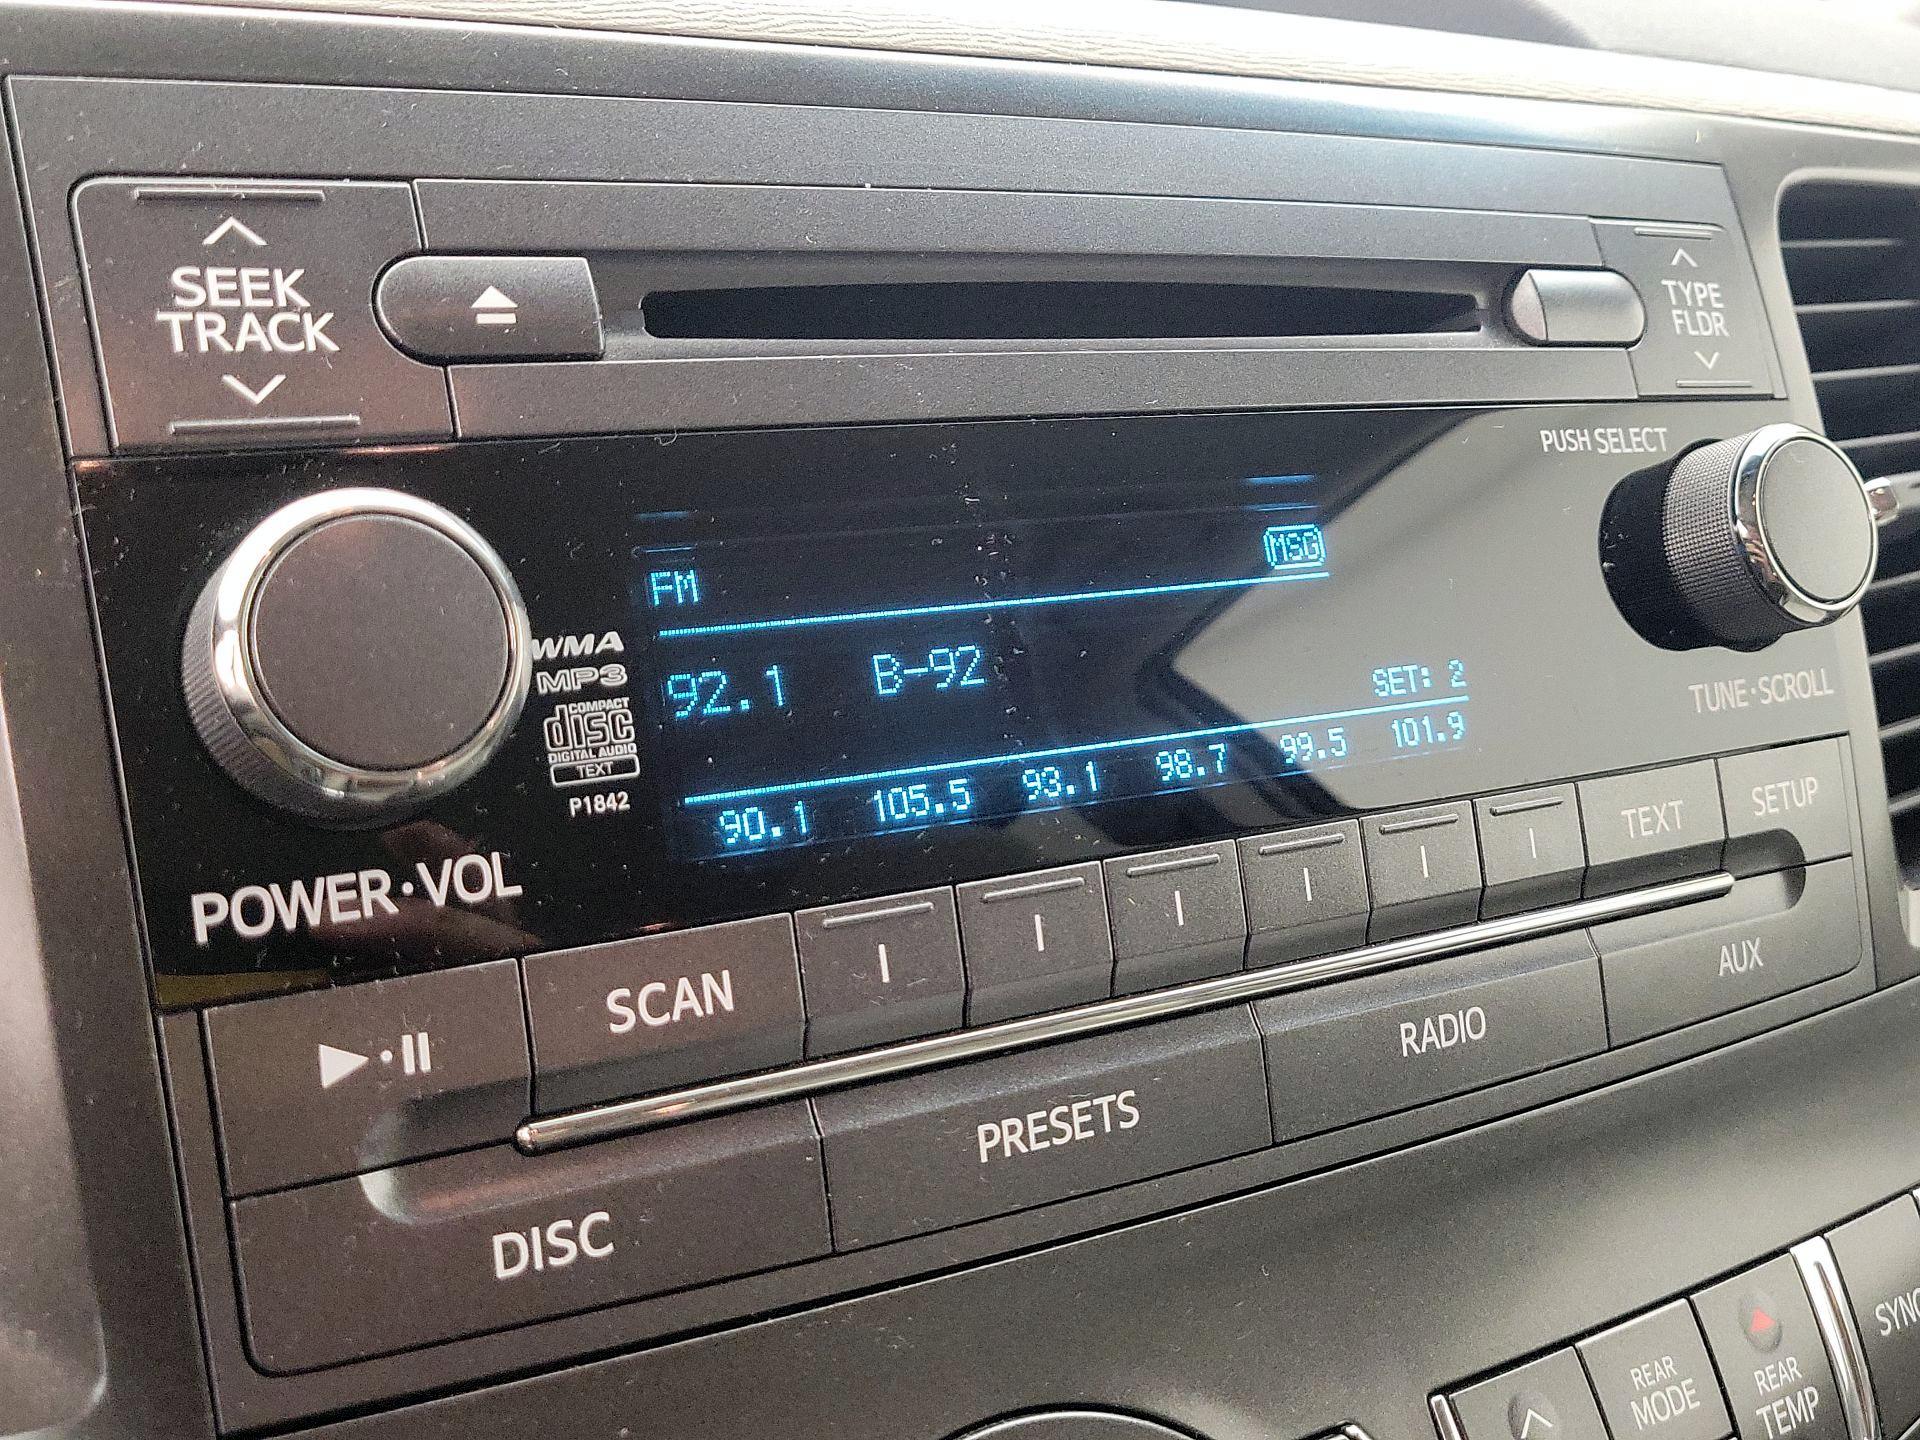 SEEK
TRACK
TYPE
FLDR
PUSH SELECT
MSG
FM
WMA
MP3
COMPACT
disc
DIGITAL AUDIO
TEXT
P1842
92.1 B-92
SET: 2
90.1 105.5 93.1 98.7 99.5 101.9
TUNE·SCROLL
POWER·VOL
SCAN
TEXT
SETUP
DISC
PRESETS
RADIO
AUX
REAR
MODE
REAR
TEMP